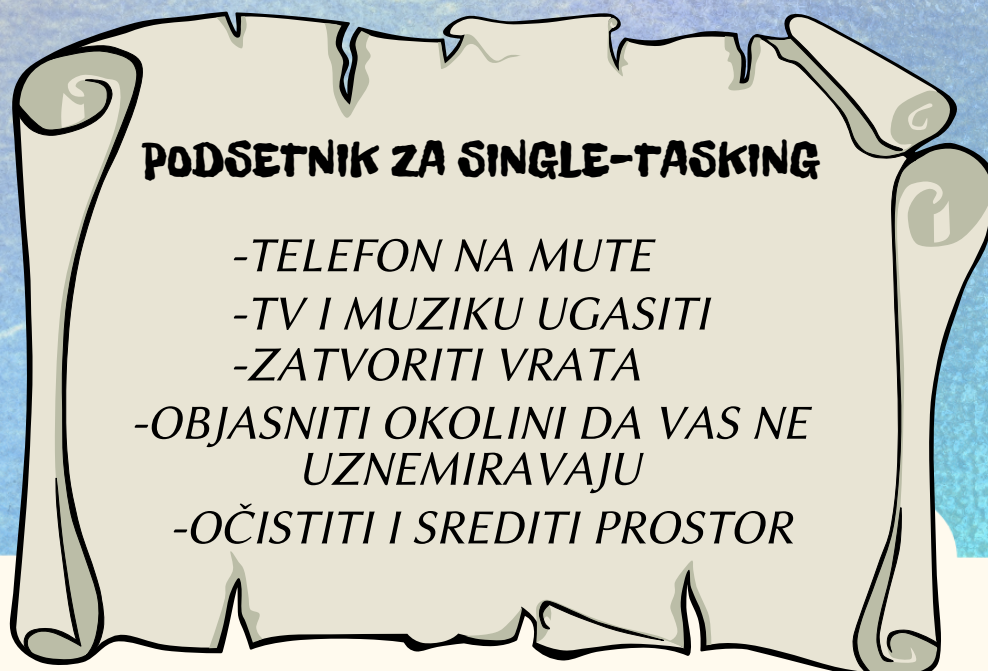 PODSETNIK ZA SINGLE-TASKING
-TELEFON NA MUTE
-TV I MUZIKU UGASITI
-ZATVORITI VRATA
-OBJASNITI OKOLINI DA VAS NE
UZNEMIRAVAJU
-OČISTITI I SREDITI PROSTOR